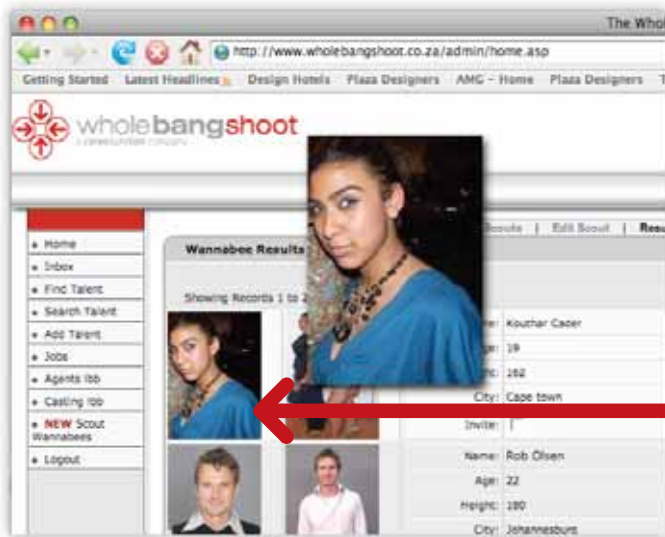 The Whol
http://www.wholebangshoot.co.za/admin/home.asp
Getting Started Latest Headlines Design Hotels Plaza Designers AMG - Home Plaza Designers T
wholebangshoot
Edit Scout | Resu
Home
Inbox
Find Talent
Search Talent
Add Talent
Jobs
Agents lbb
Casting lbb
NEW Scout
Wannabees
Logout
Wannabee Results
Showing Records 1 to 2
Kouthar Cader
19
162
City: Cape town
Invite:
Name: Rob Olsen
Age: 22
Height: 180
City: Johannesburg